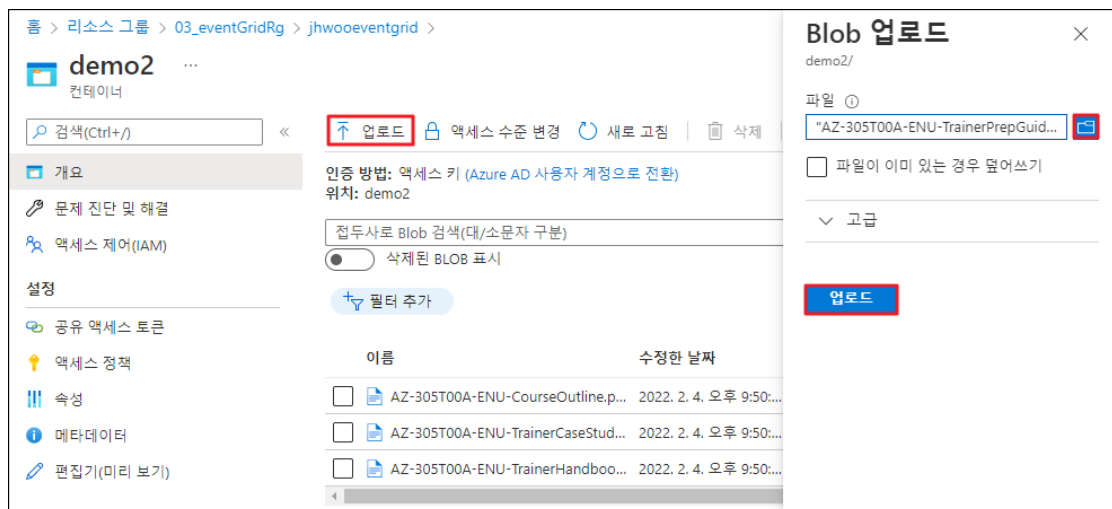 홈 > 리소스 그룹 > 03_eventGridRg > jhwooeventgrid >
demo2 ...
컨테이너
검색(Ctrl+/) «
개요
문제 진단 및 해결
액세스 제어(IAM)
설정
공유 액세스 토큰
액세스 정책
속성
메타데이터
편집기(미리 보기)
업로드 액세스 수준 변경 새로 고침 삭제
인증 방법: 액세스 키 (Azure AD 사용자 계정으로 전환)
위치: demo2
접두사로 Blob 검색(대/소문자 구분)
삭제된 BLOB 표시
필터 추가
이름 수정한 날짜
AZ-305T00A-ENU-CourseOutline.p... 2022. 2. 4. 오후 9:50:...
AZ-305T00A-ENU-TrainerCaseStud... 2022. 2. 4. 오후 9:50:...
AZ-305T00A-ENU-TrainerHandboo... 2022. 2. 4. 오후 9:50:...
Blob 업로드
demo2/
파일
"AZ-305T00A-ENU-TrainerPrepGuid...
파일이 이미 있는 경우 덮어쓰기
고급
업로드